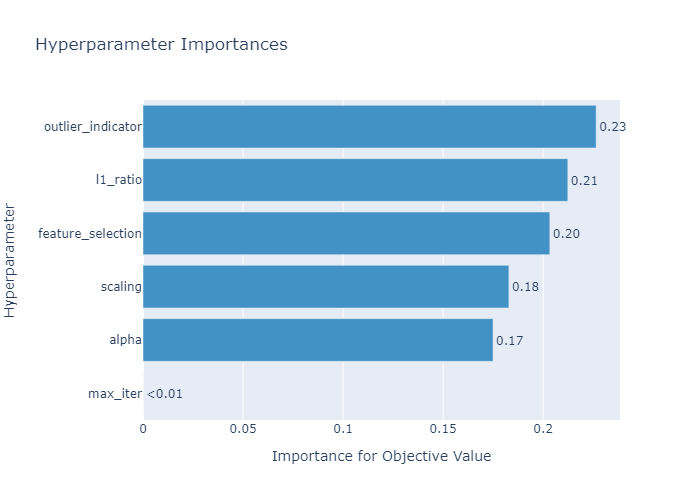 Hyperparameter Importances
Hyperparameter
outlier_indicator 0.23
l1_ratio 0.21
feature_selection 0.20
scaling 0.18
alpha 0.17
max_iter <0.01
0 0.05 0.1 0.15 0.2
Importance for Objective Value